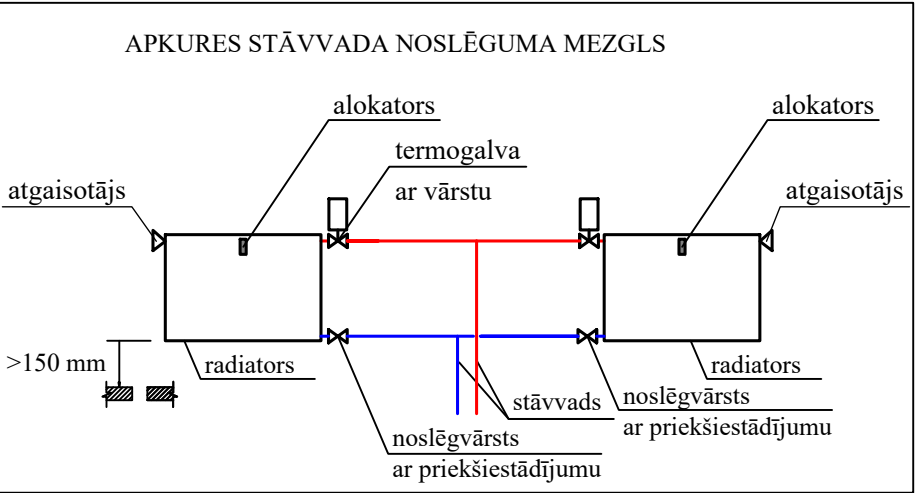 APKURES STĀVVADA NOSLĒGUMA MEZGLS
alokators
alokators
termogalva
ar vārstu
atgaisotājs
atgaisotājs
>150 mm
radiators
radiators
stāvvads
noslēgvārsts
ar priekšiestādījumu
noslēgvārsts
ar priekšiestādījumu